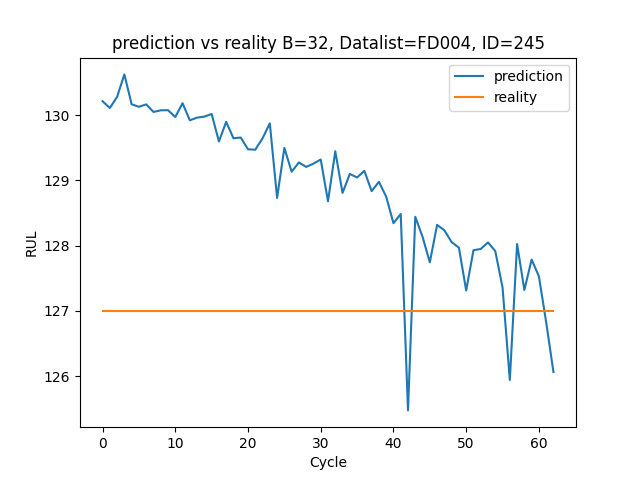 prediction vs reality B=32, Datalist=FD004, ID=245
prediction
reality
RUL
130
129
128
127
126
0 10 20 30 40 50 60
Cycle